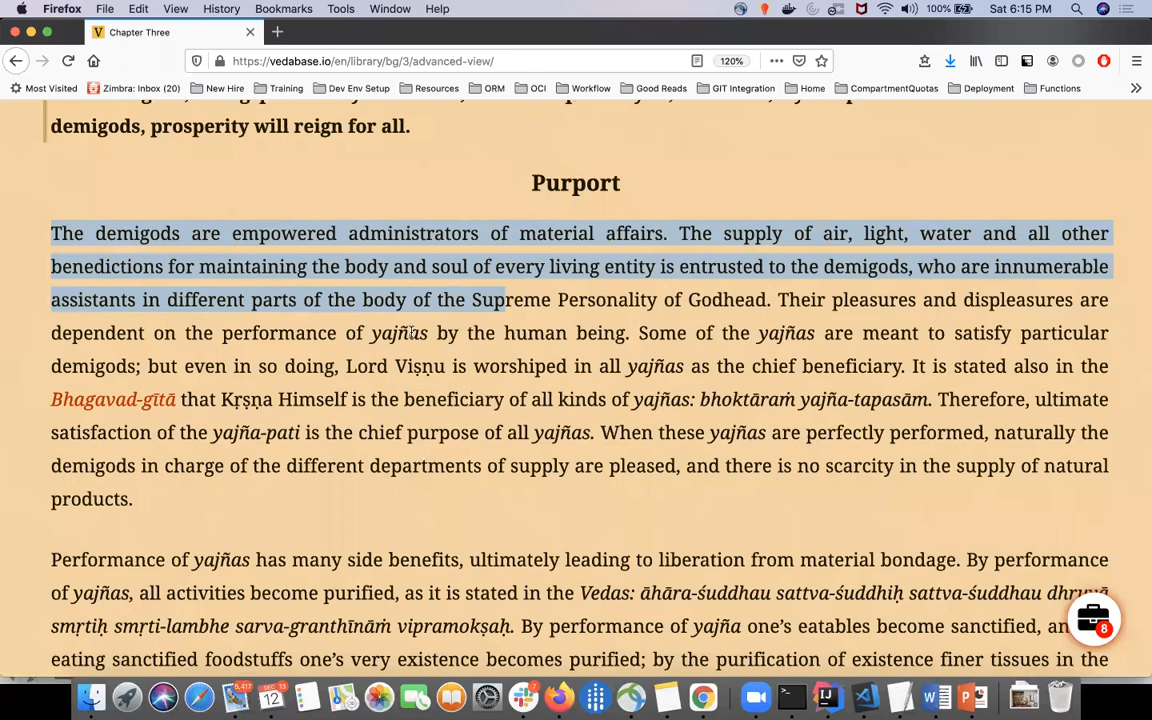 Firefox File Edit View History Bookmarks Tools Window Help 100% Sat 6:15 PM
V Chapter Three
https://vedabase.io/en/library/bg/3/advanced-view/ 120%
Most Visited Zimbra: Inbox (20) New Hire Training Dev Env Setup Resources ORM OCI Workflow Good Reads GIT Integration Home CompartmentQuotas Deployment Functions
demigods, prosperity will reign for all.
Purport
The demigods are empowered administrators of material affairs. The supply of air, light, water and all other
benedictions for maintaining the body and soul of every living entity is entrusted to the demigods, who are innumerable
assistants in different parts of the body of the Supreme Personality of Godhead. Their pleasures and displeasures are
dependent on the performance of yajñas by the human being. Some of the yajñas are meant to satisfy particular
demigods; but even in so doing, Lord Viṣṇu is worshiped in all yajñas as the chief beneficiary. It is stated also in the
Bhagavad-gītā that Kṛṣṇa Himself is the beneficiary of all kinds of yajñas: bhoktāraṁ yajña-tapasām. Therefore, ultimate
satisfaction of the yajña-pati is the chief purpose of all yajñas. When these yajñas are perfectly performed, naturally the
demigods in charge of the different departments of supply are pleased, and there is no scarcity in the supply of natural
products.
Performance of yajñas has many side benefits, ultimately leading to liberation from material bondage. By performance
of yajñas, all activities become purified, as it is stated in the Vedas: āhāra-śuddhau sattva-śuddhiḥ sattva-śuddhau dhruvā
smṛtiḥ smṛti-lambhe sarva-granthīnāṁ vipramokṣaḥ. By performance of yajña one's eatables become sanctified, an
8
eating sanctified foodstuffs one's very existence becomes purified; by the purification of existence finer tissues in the
5,417 DEC 12 13 7